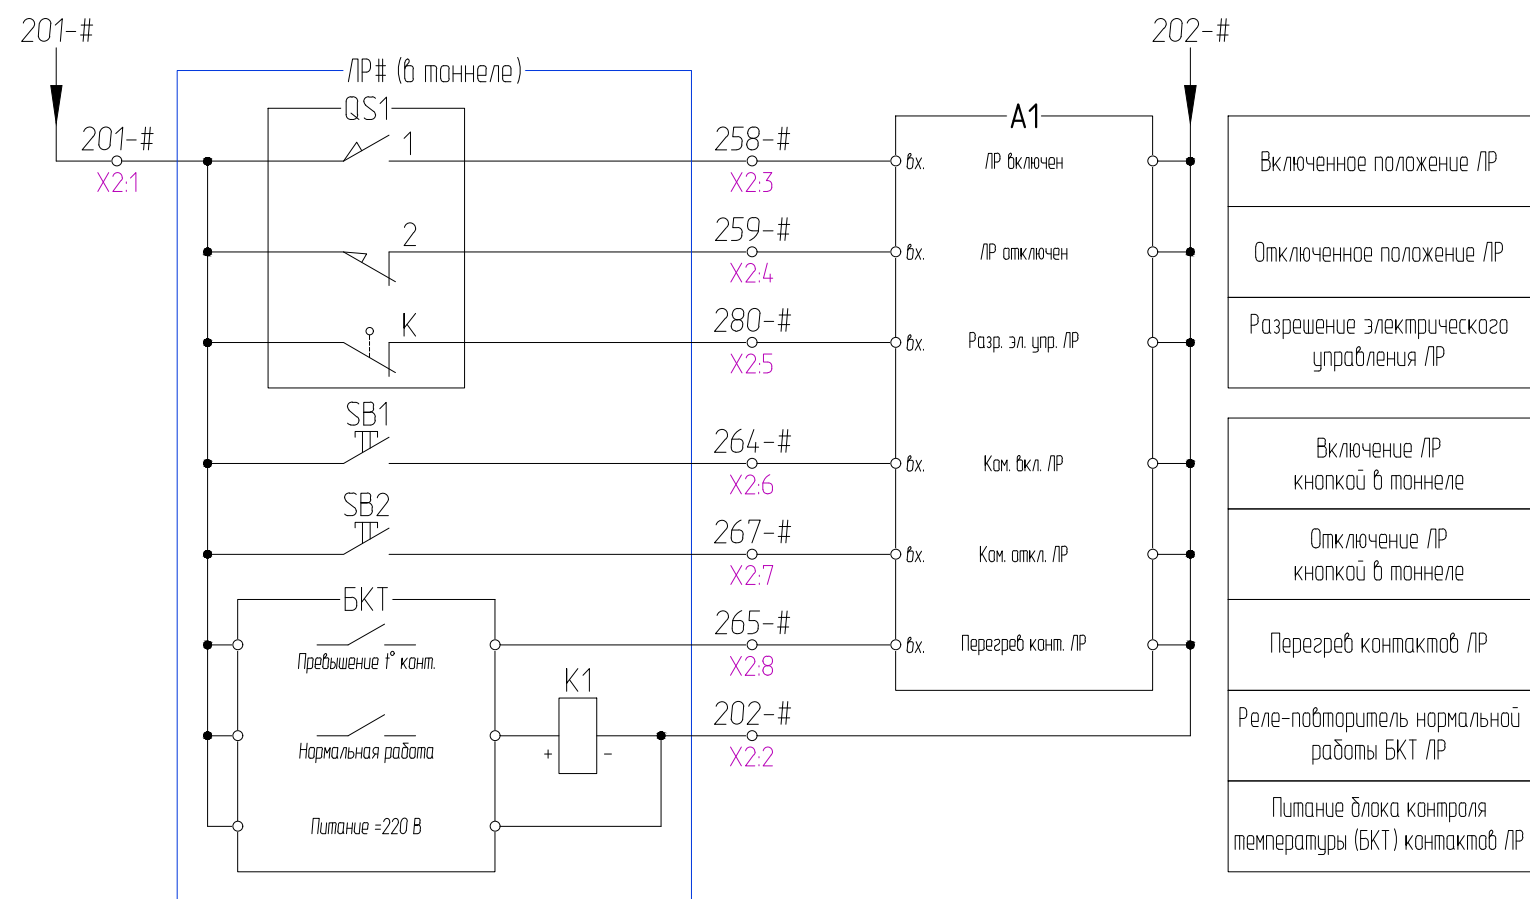 201-#
202-#
ЛР# (в тоннеле)
QS1
A1
201-#
X2:1
1
258-#
X2:3
вх.
ЛР включен
Включенное положение ЛР
2
259-#
X2:4
вх.
ЛР отключен
Отключенное положение ЛР
K
280-#
X2:5
вх.
Разр. эл. упр. ЛР
Разрешение электрического
управления ЛР
SB1
264-#
X2:6
вх.
Ком. вкл. ЛР
Включение ЛР
кнопкой в тоннеле
SB2
267-#
X2:7
вх.
Ком. откл. ЛР
Отключение ЛР
кнопкой в тоннеле
БКТ
Превышение t° конт.
265-#
X2:8
вх.
Перегрев конт. ЛР
Перегрев контактов ЛР
Нормальная работа
K1
+
-
202-#
X2:2
Реле-повторитель нормальной
работы БКТ ЛР
Питание =220 В
Питание блока контроля
температуры (БКТ) контактов ЛР